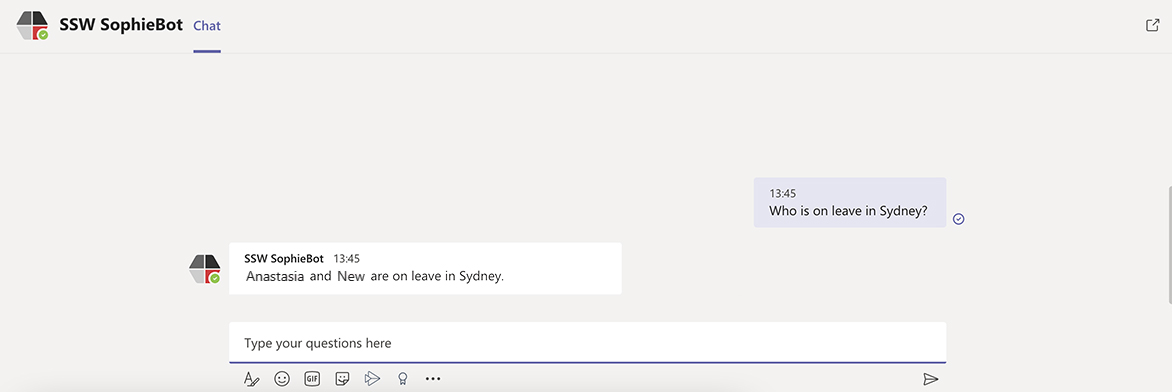 SSW SophieBot Chat
13:45
Who is on leave in Sydney?
SSW SophieBot 13:45
Anastasia and New are on leave in Sydney.
Type your questions here
GIF